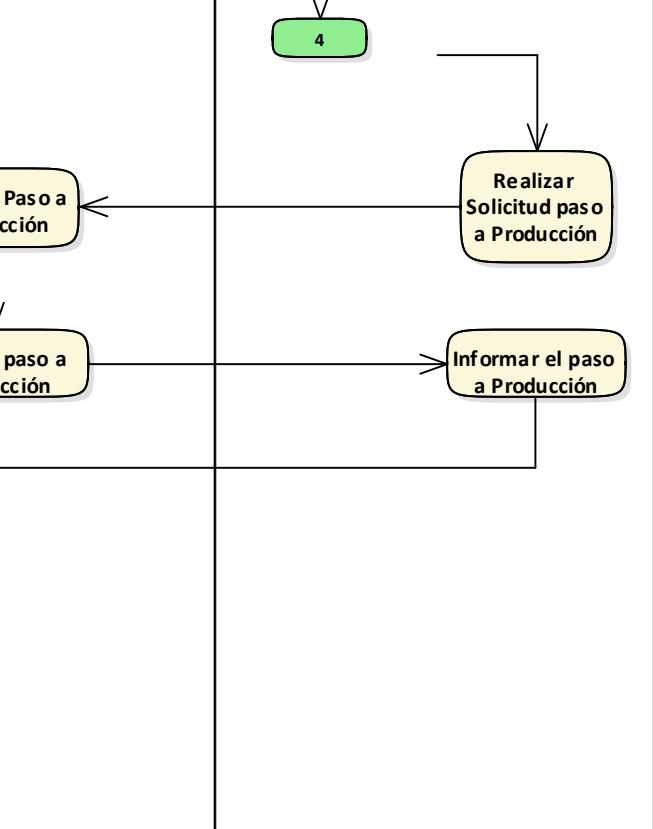 4
Realizar
Solicitud paso
a Producción
Paso a
cción
paso a
cción
Informar el paso
a Producción